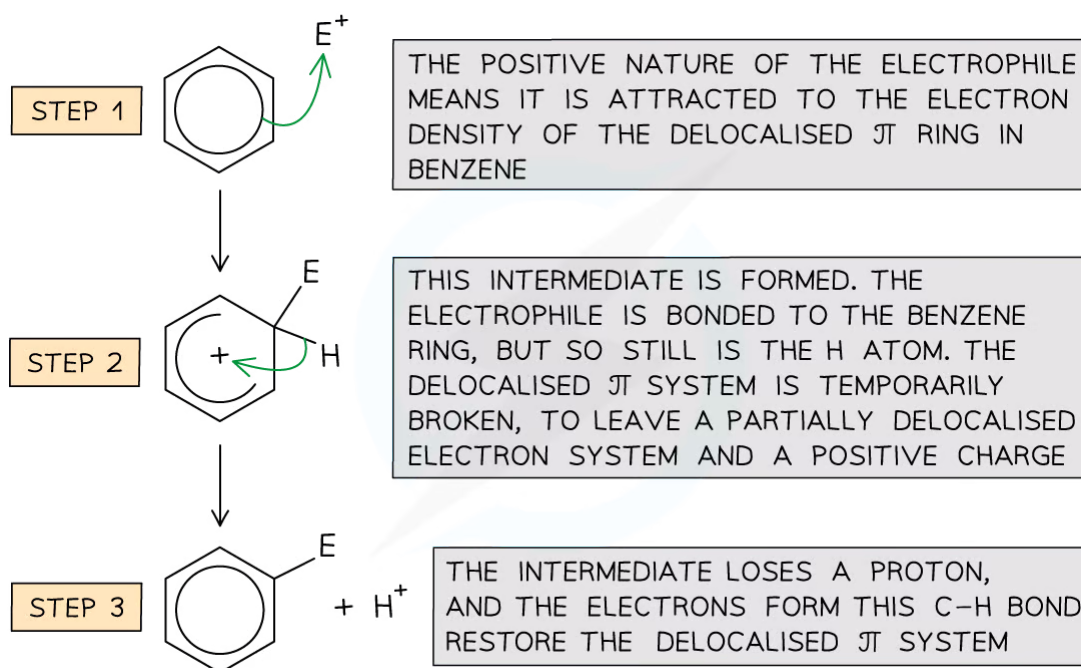 E⁺
STEP 1
THE POSITIVE NATURE OF THE ELECTROPHILE
MEANS IT IS ATTRACTED TO THE ELECTRON
DENSITY OF THE DELOCALISED π RING IN
BENZENE
E
H
+
STEP 2
THIS INTERMEDIATE IS FORMED. THE
ELECTROPHILE IS BONDED TO THE BENZENE
RING, BUT SO STILL IS THE H ATOM. THE
DELOCALISED π SYSTEM IS TEMPORARILY
BROKEN, TO LEAVE A PARTIALLY DELOCALISED
ELECTRON SYSTEM AND A POSITIVE CHARGE
E
STEP 3
+ H⁺
THE INTERMEDIATE LOSES A PROTON,
AND THE ELECTRONS FORM THIS C-H BOND
RESTORE THE DELOCALISED π SYSTEM